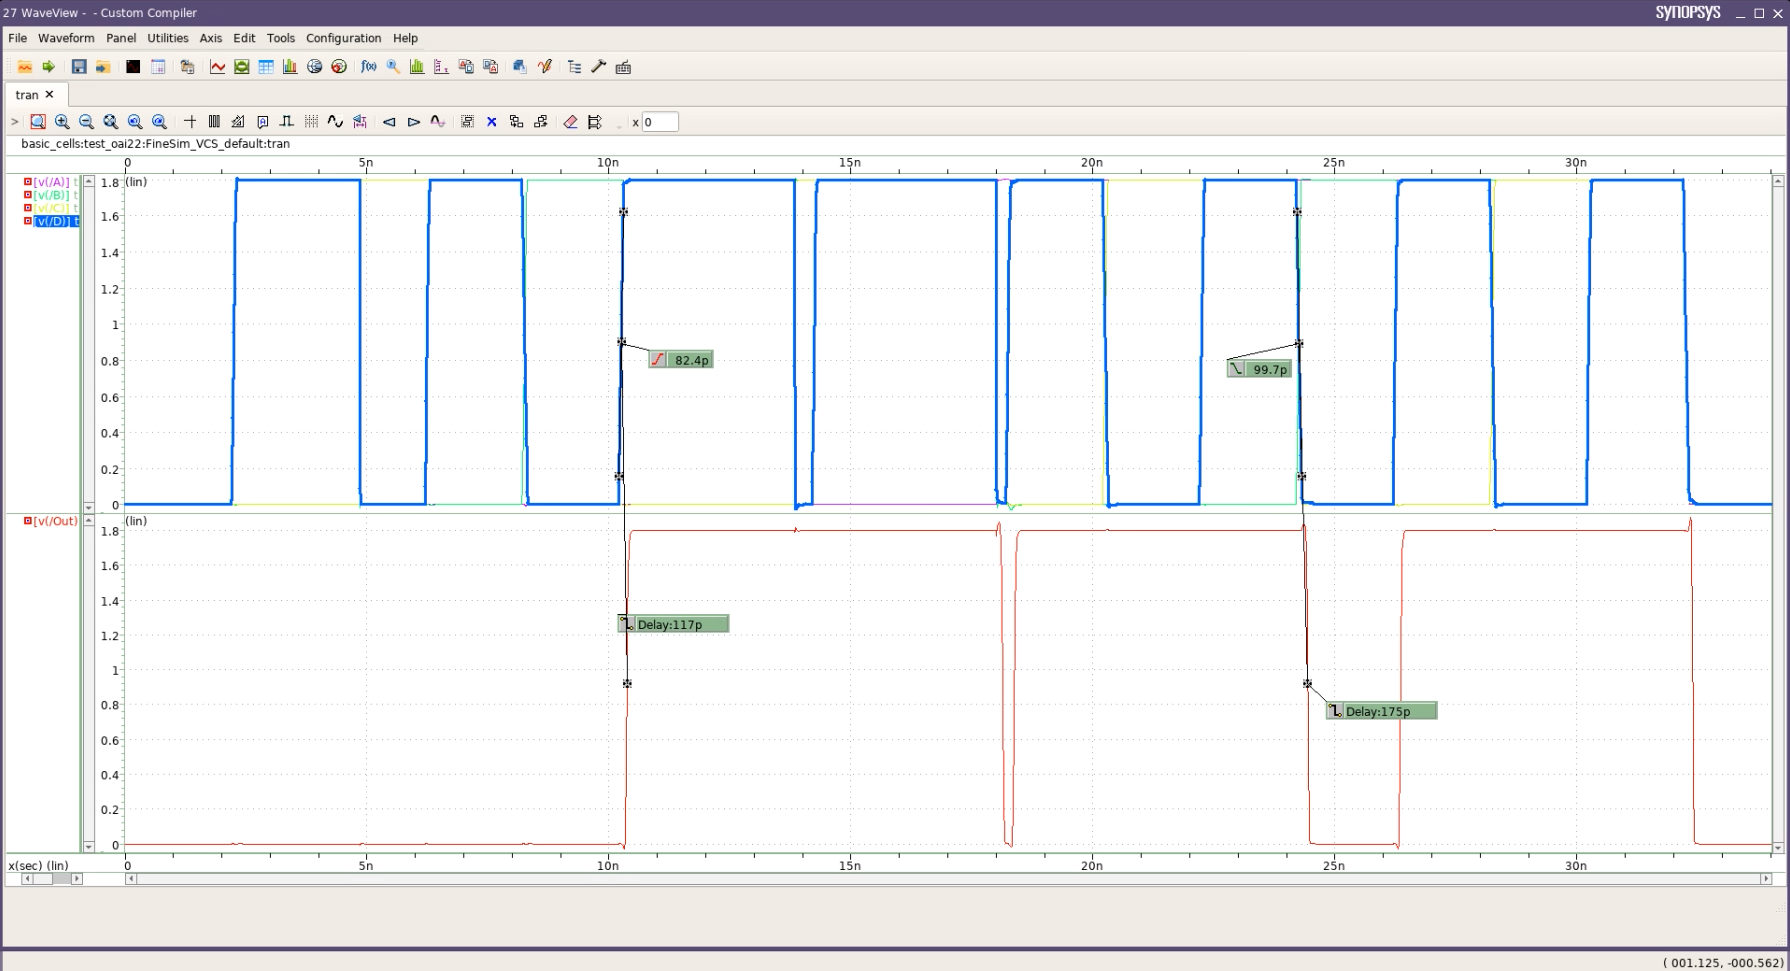 27 WaveView - - Custom Compiler
SYNOPSYS
File Waveform Panel Utilities Axis Edit Tools Configuration Help
tran
> x 0
basic_cells:test_oai22:FineSim_VCS_default:tran
0 5n 10n 15n 20n 25n 30n
[v(/A)] t
[v(/B)] t
[v(/C)] t
[v(/D)] t
(lin)
1.8
1.6
1.4
1.2
1
0.8
0.6
0.4
0.2
0
82.4p
99.7p
[v(/Out)
(lin)
1.8
1.6
1.4
1.2
1
0.8
0.6
0.4
0.2
0
Delay:117p
Delay:175p
x(sec) (lin)
0 5n 10n 15n 20n 25n 30n
( 001.125, -000.562)